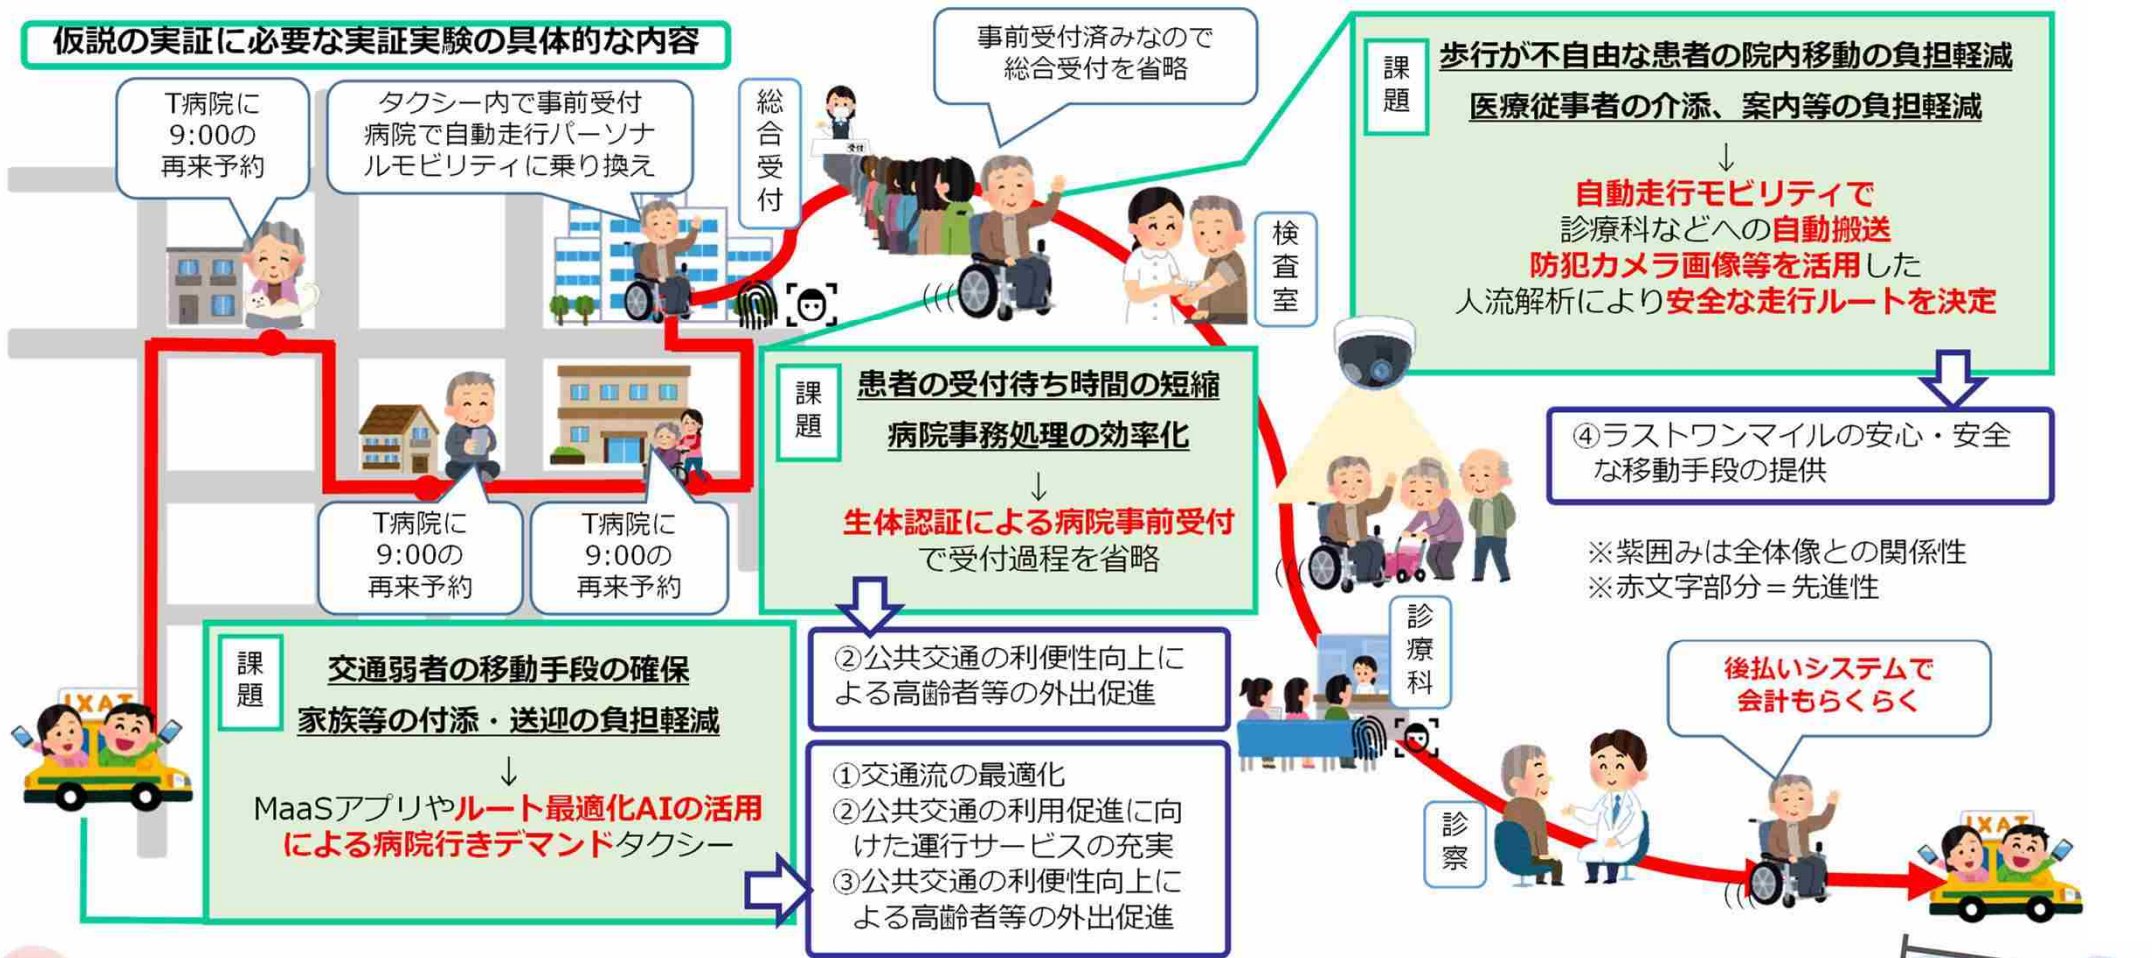 仮説の実証に必要な実証実験の具体的な内容
T病院に
9:00の
再来予約
タクシー内で事前受付
病院で自動走行パーソナ
ルモビリティに乗り換え
総合受付
受付
事前受付済みなので
総合受付を省略
検査室
課題
歩行が不自由な患者の院内移動の負担軽減
医療従事者の介添、案内等の負担軽減
↓
自動走行モビリティで
診療科などへの自動搬送
防犯カメラ画像等を活用した
人流解析により安全な走行ルートを決定
④ラストワンマイルの安心・安全
な移動手段の提供
※紫囲みは全体像との関係性
※赤文字部分＝先進性
課題
患者の受付待ち時間の短縮
病院事務処理の効率化
↓
生体認証による病院事前受付
で受付過程を省略
②公共交通の利便性向上に
よる高齢者等の外出促進
T病院に
9:00の
再来予約
T病院に
9:00の
再来予約
課題
交通弱者の移動手段の確保
家族等の付添・送迎の負担軽減
↓
MaaSアプリやルート最適化AIの活用
による病院行きデマンドタクシー
①交通流の最適化
②公共交通の利用促進に向
けた運行サービスの充実
③公共交通の利便性向上に
よる高齢者等の外出促進
IXAT
診療科
診察
後払いシステムで
会計もらくらく
IXAT